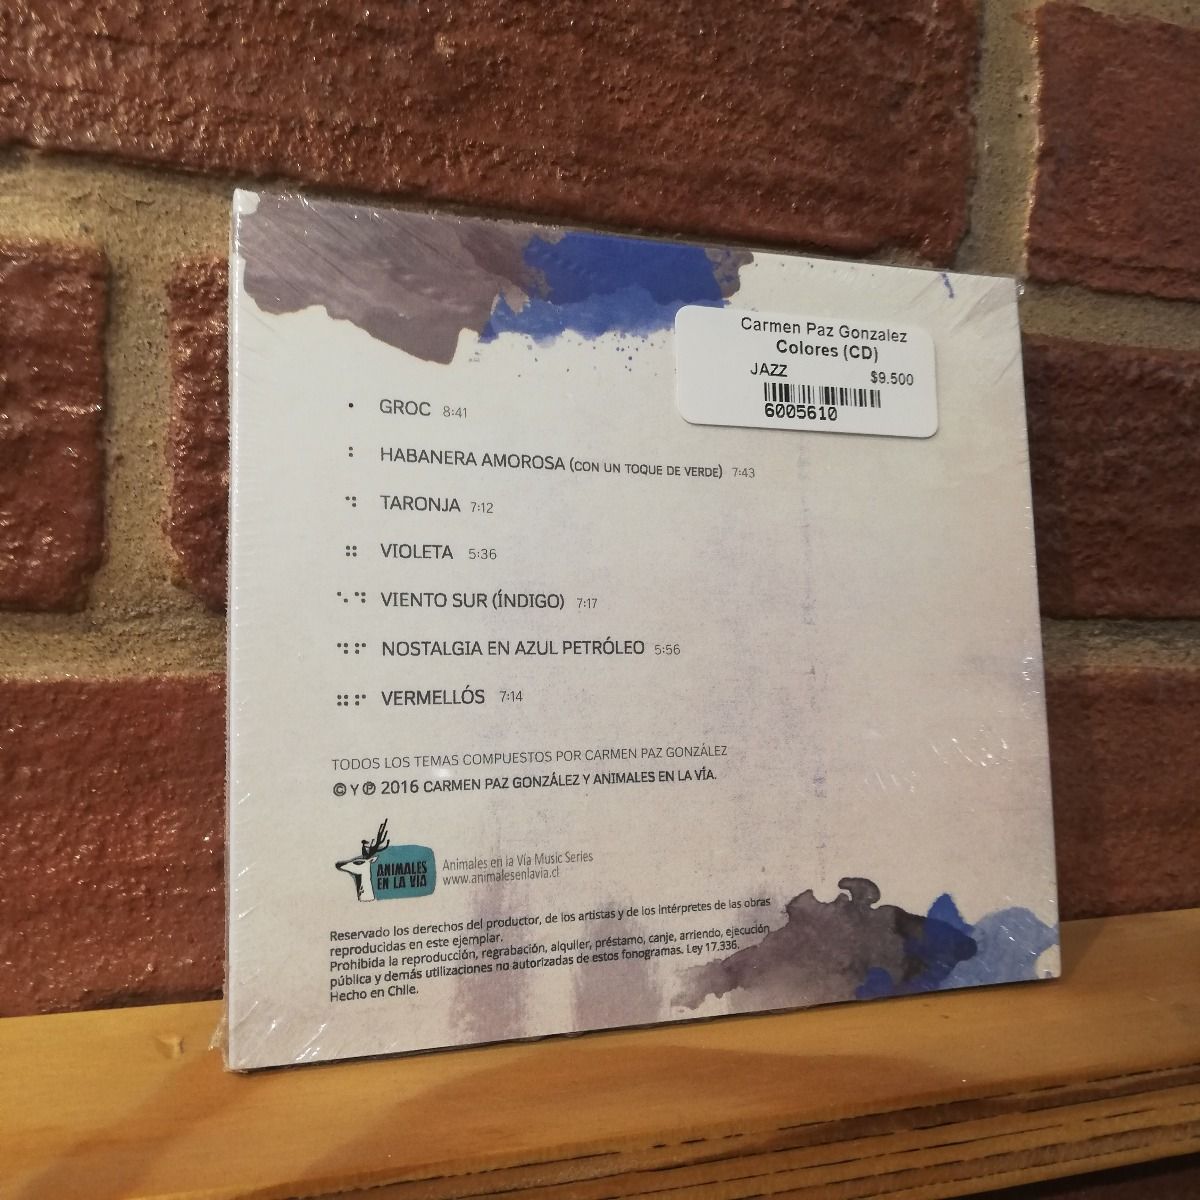 Carmen Paz Gonzalez
Colores (CD)
JAZZ $9.500
6005610
GROC 8:41
HABANERA AMOROSA (CON UN TOQUE DE VERDE) 7:43
TARONJA 7:12
VIOLETA 5:36
VIENTO SUR (ÍNDIGO) 7:17
NOSTALGIA EN AZUL PETRÓLEO 5:56
VERMELLÓS 7:14
TODOS LOS TEMAS COMPUESTOS POR CARMEN PAZ GONZÁLEZ
© Y ℗ 2016 CARMEN PAZ GONZÁLEZ Y ANIMALES EN LA VÍA.
ANIMALES
EN LA VIA
Animales en la Vía Music Series
www.animalesenlavia.cl
Reservado los derechos del productor, de los artistas y de los intérpretes de las obras
reproducidas en este ejemplar.
Prohibida la reproducción, regrabación, alquiler, préstamo, canje, arriendo, ejecución
pública y demás utilizaciones no autorizadas de estos fonogramas. Ley 17.336.
Hecho en Chile.